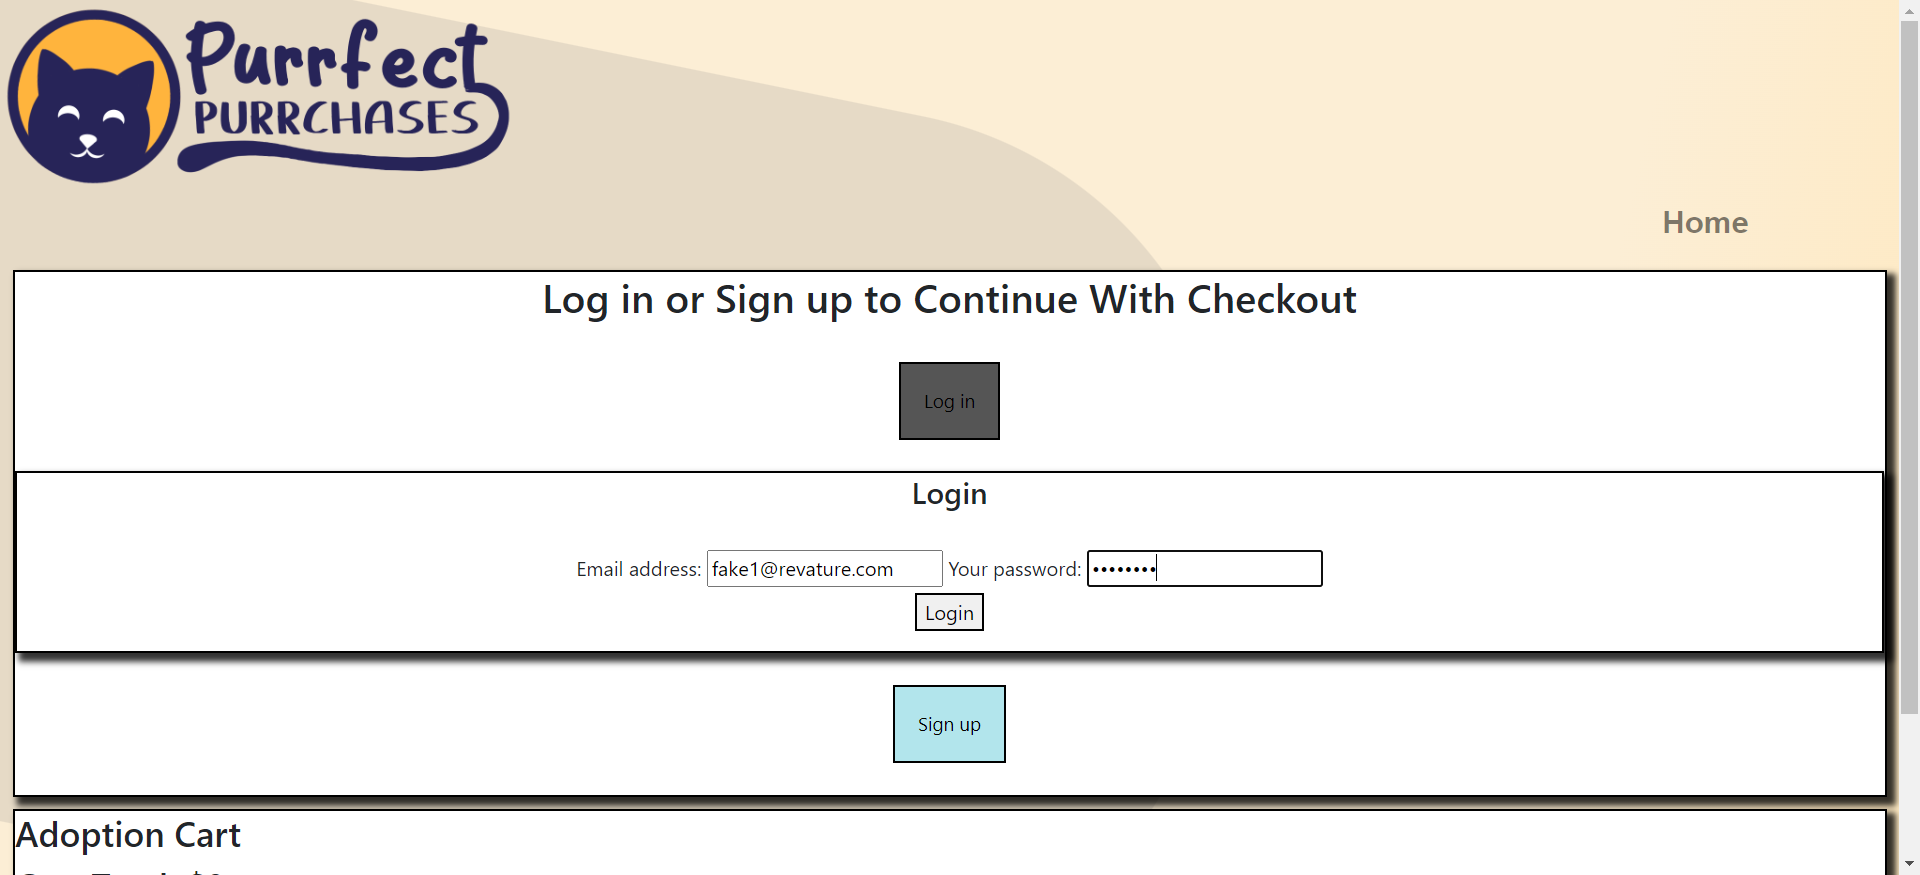 Purrfect
PURRCHASES
Home
Log in or Sign up to Continue With Checkout
Log in
Login
Email address: fake1@revature.com Your password: ••••••••
Login
Sign up
Adoption Cart